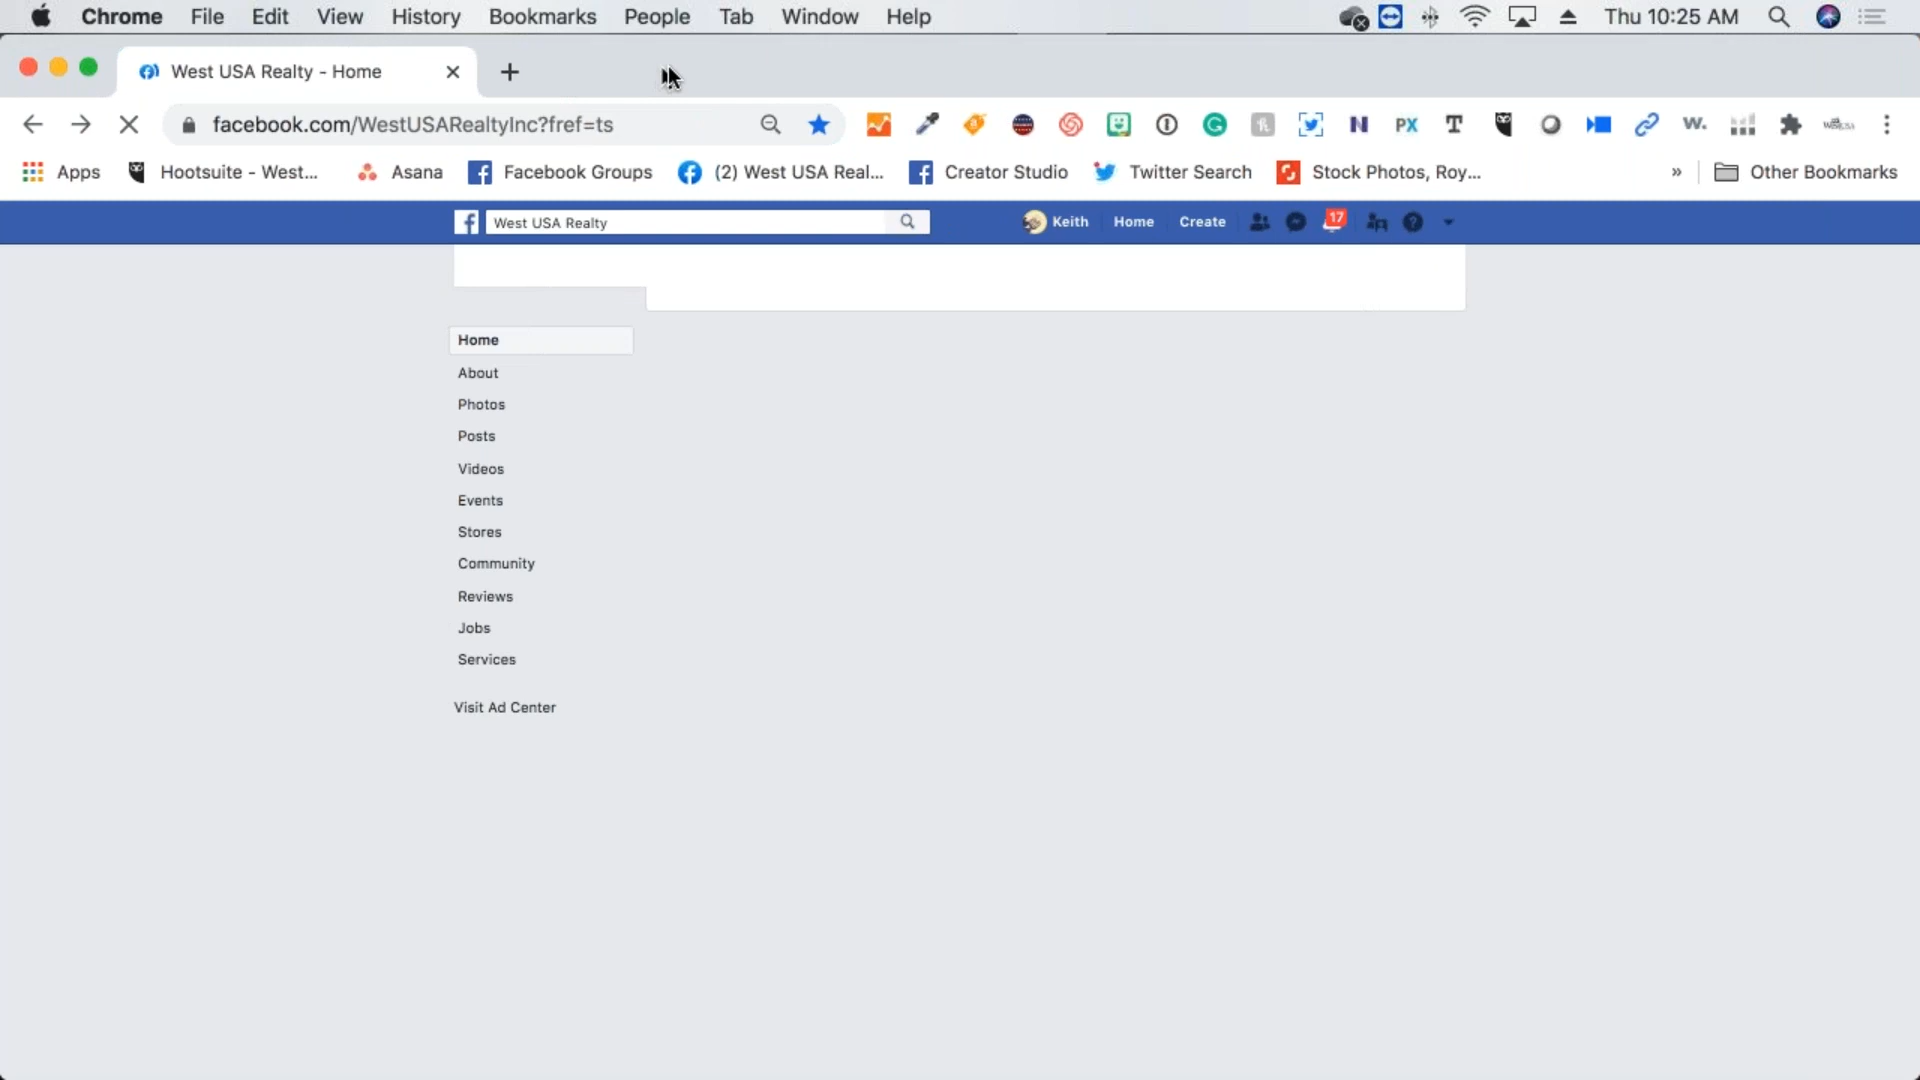 Chrome File Edit View History Bookmarks People Tab Window Help Thu 10:25 AM
West USA Realty - Home
facebook.com/WestUSARealtyInc?fref=ts
Apps Hootsuite - West... Asana Facebook Groups (2) West USA Real... Creator Studio Twitter Search Stock Photos, Roy... » Other Bookmarks
West USA Realty Keith Home Create 17
Home
About
Photos
Posts
Videos
Events
Stores
Community
Reviews
Jobs
Services
Visit Ad Center